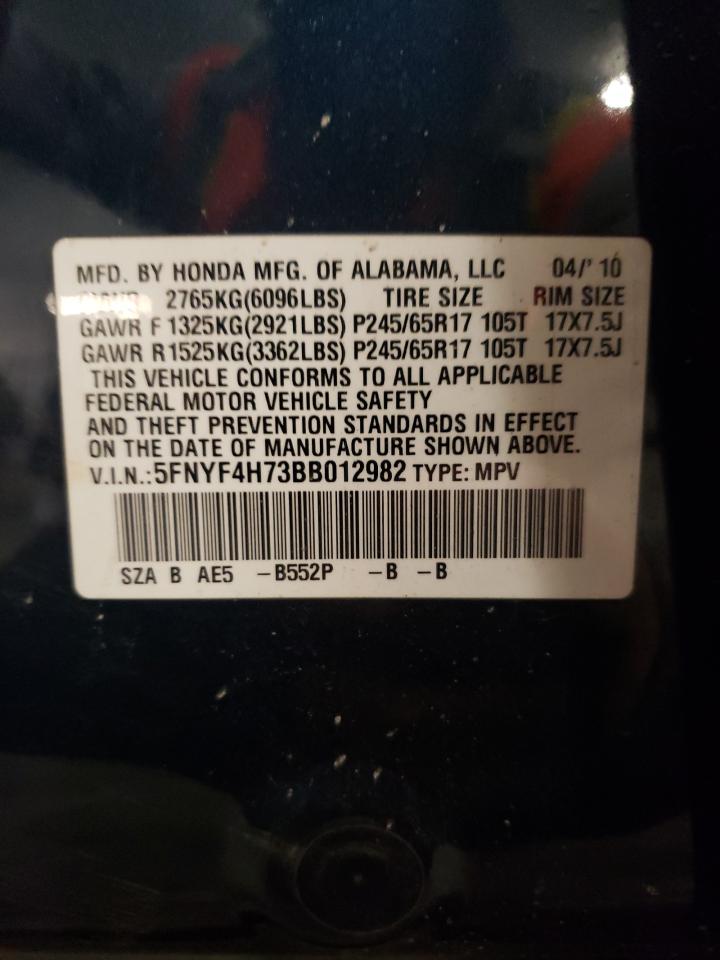 MFD. BY HONDA MFG. OF ALABAMA, LLC 04/' 10
2765KG(6096LBS) TIRE SIZE RIM SIZE
GAWR F 1325KG(2921LBS) P245/65R17 105T 17X7.5J
GAWR R 1525KG(3362LBS) P245/65R17 105T 17X7.5J
THIS VEHICLE CONFORMS TO ALL APPLICABLE
FEDERAL MOTOR VEHICLE SAFETY
AND THEFT PREVENTION STANDARDS IN EFFECT
ON THE DATE OF MANUFACTURE SHOWN ABOVE.
V.I.N.:5FNYF4H73BB012982 TYPE: MPV
SZA B AE5 -B552P -B -B